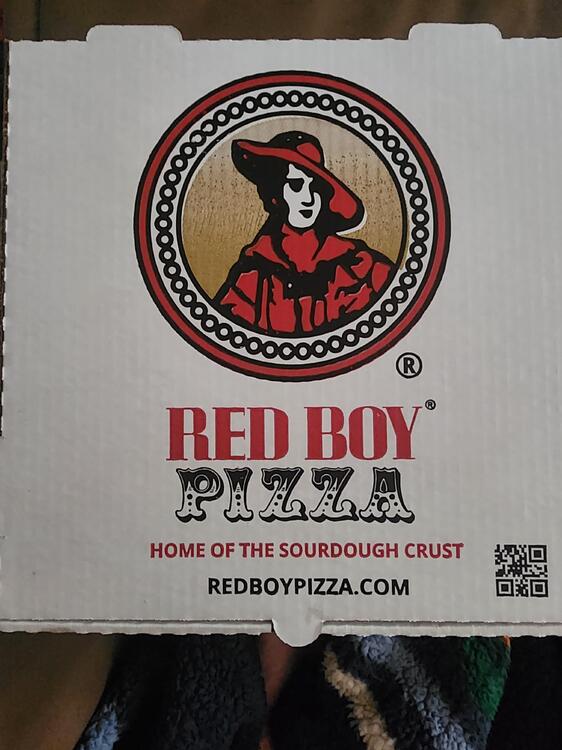 ®
RED BOY®
PIZZA
HOME OF THE SOURDOUGH CRUST
REDBOYPIZZA.COM